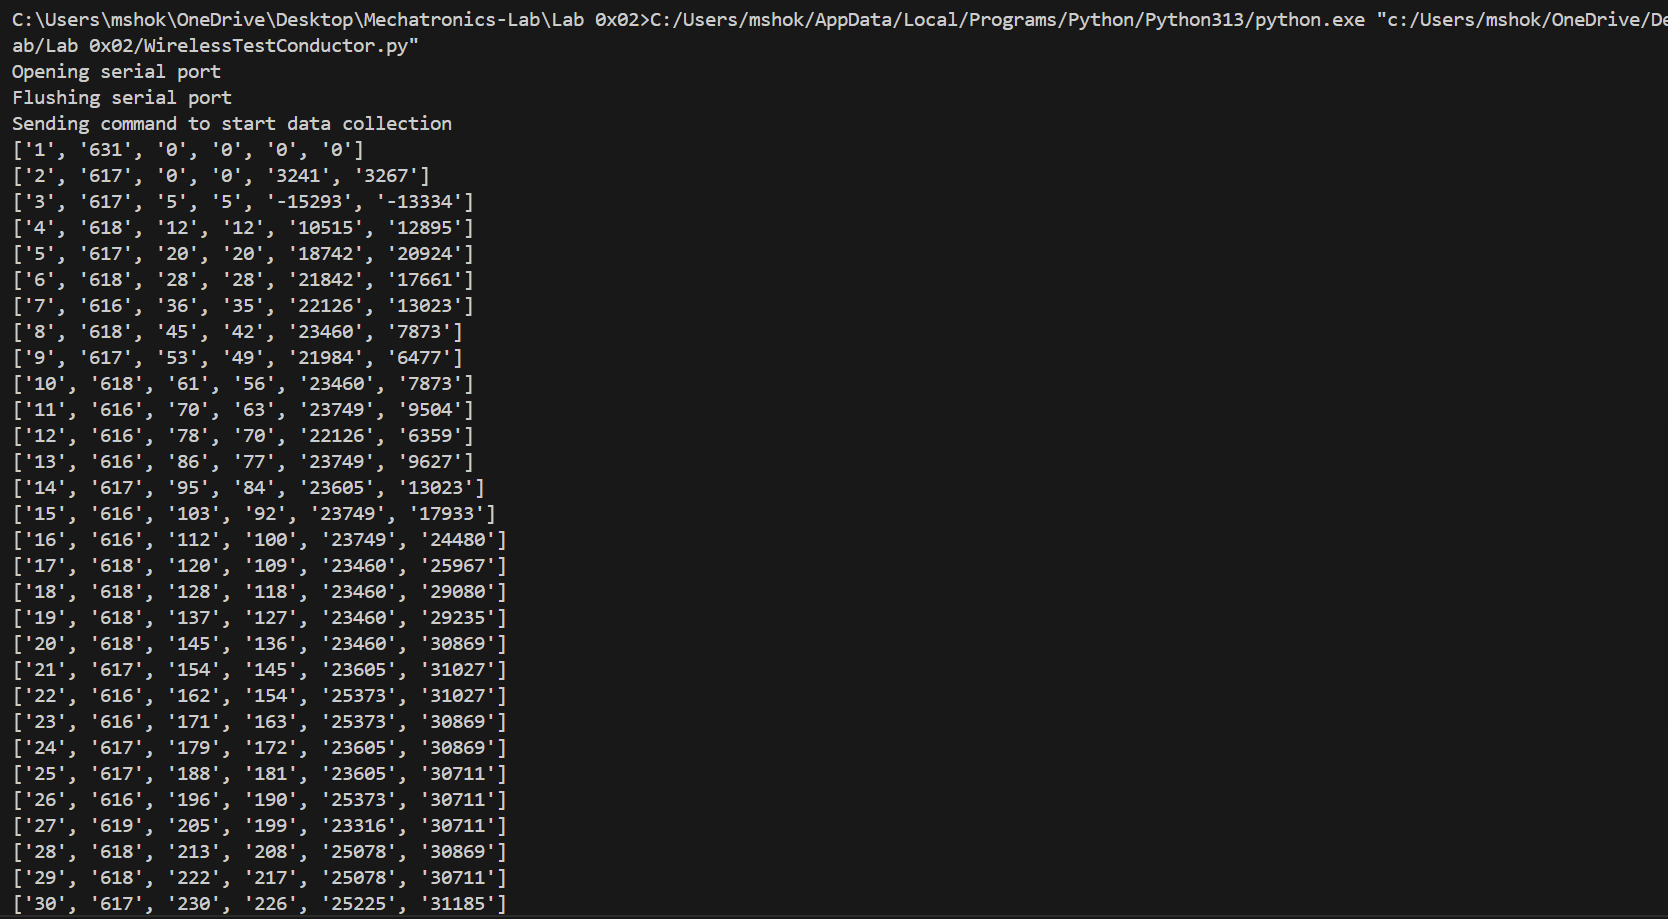 C:\Users\mshok\OneDrive\Desktop\Mechatronics-Lab\Lab 0x02>C:/Users/mshok/AppData/Local/Programs/Python/Python313/python.exe "c:/Users/mshok/OneDrive/De
ab/Lab 0x02/WirelessTestConductor.py"
Opening serial port
Flushing serial port
Sending command to start data collection
['1', '631', '0', '0', '0', '0']
['2', '617', '0', '0', '3241', '3267']
['3', '617', '5', '5', '-15293', '-13334']
['4', '618', '12', '12', '10515', '12895']
['5', '617', '20', '20', '18742', '20924']
['6', '618', '28', '28', '21842', '17661']
['7', '616', '36', '35', '22126', '13023']
['8', '618', '45', '42', '23460', '7873']
['9', '617', '53', '49', '21984', '6477']
['10', '618', '61', '56', '23460', '7873']
['11', '616', '70', '63', '23749', '9504']
['12', '616', '78', '70', '22126', '6359']
['13', '616', '86', '77', '23749', '9627']
['14', '617', '95', '84', '23605', '13023']
['15', '616', '103', '92', '23749', '17933']
['16', '616', '112', '100', '23749', '24480']
['17', '618', '120', '109', '23460', '25967']
['18', '618', '128', '118', '23460', '29080']
['19', '618', '137', '127', '23460', '29235']
['20', '618', '145', '136', '23460', '30869']
['21', '617', '154', '145', '23605', '31027']
['22', '616', '162', '154', '25373', '31027']
['23', '616', '171', '163', '25373', '30869']
['24', '617', '179', '172', '23605', '30869']
['25', '617', '188', '181', '23605', '30711']
['26', '616', '196', '190', '25373', '30711']
['27', '619', '205', '199', '23316', '30711']
['28', '618', '213', '208', '25078', '30869']
['29', '618', '222', '217', '25078', '30711']
['30', '617', '230', '226', '25225', '31185']